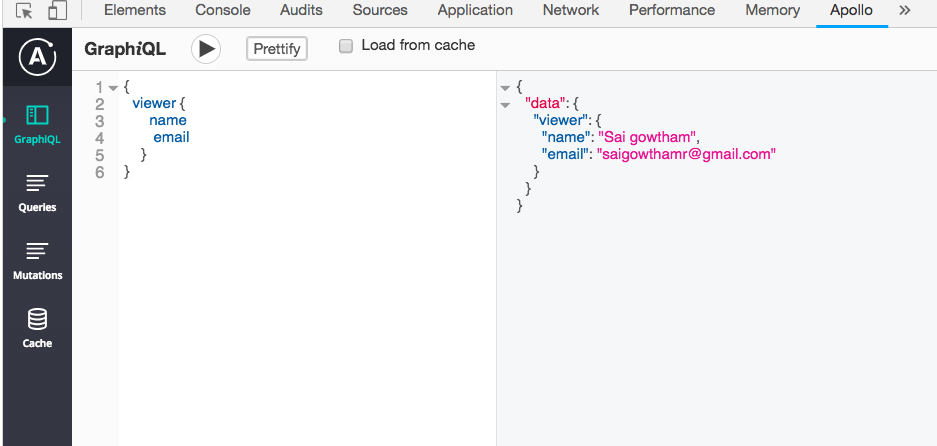 Elements Console Audits Sources Application Network Performance Memory Apollo »
GraphiQL Prettify Load from cache
GraphiQL
Queries
Mutations
Cache
1 {
2 viewer {
3 name
4 email
5 }
6 }
{
"data": {
"viewer": {
"name": "Sai gowtham",
"email": "saigowthamr@gmail.com"
}
}
}